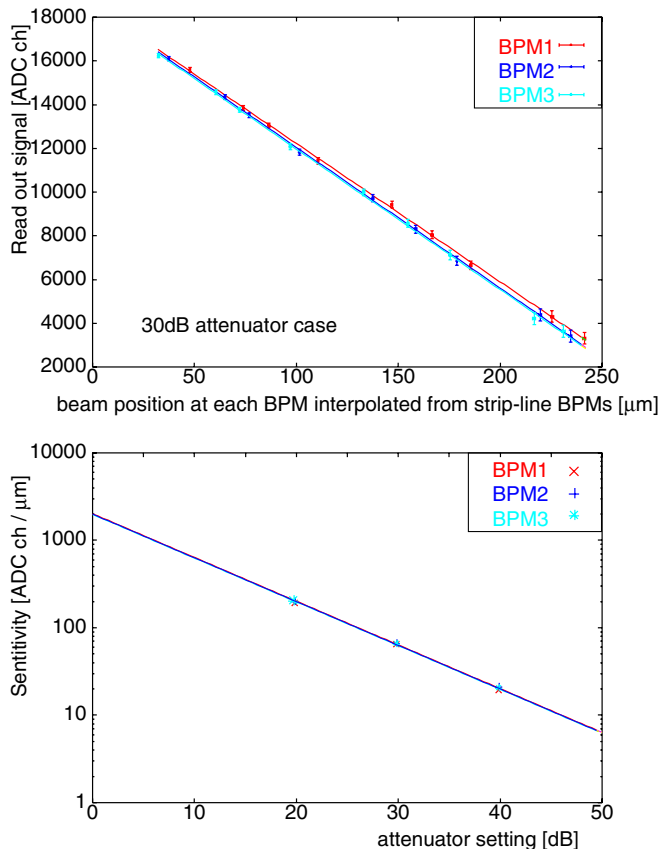 18000
16000
14000
12000
10000
8000
6000
4000
2000
Read out signal [ADC ch]
BPM1
BPM2
BPM3
30dB attenuator case
0 50 100 150 200 250
beam position at each BPM interpolated from strip-line BPMs [μm]
10000
1000
100
10
1
Sentitivity [ADC ch / μm]
BPM1
BPM2
BPM3
0 10 20 30 40 50
attenuator setting [dB]